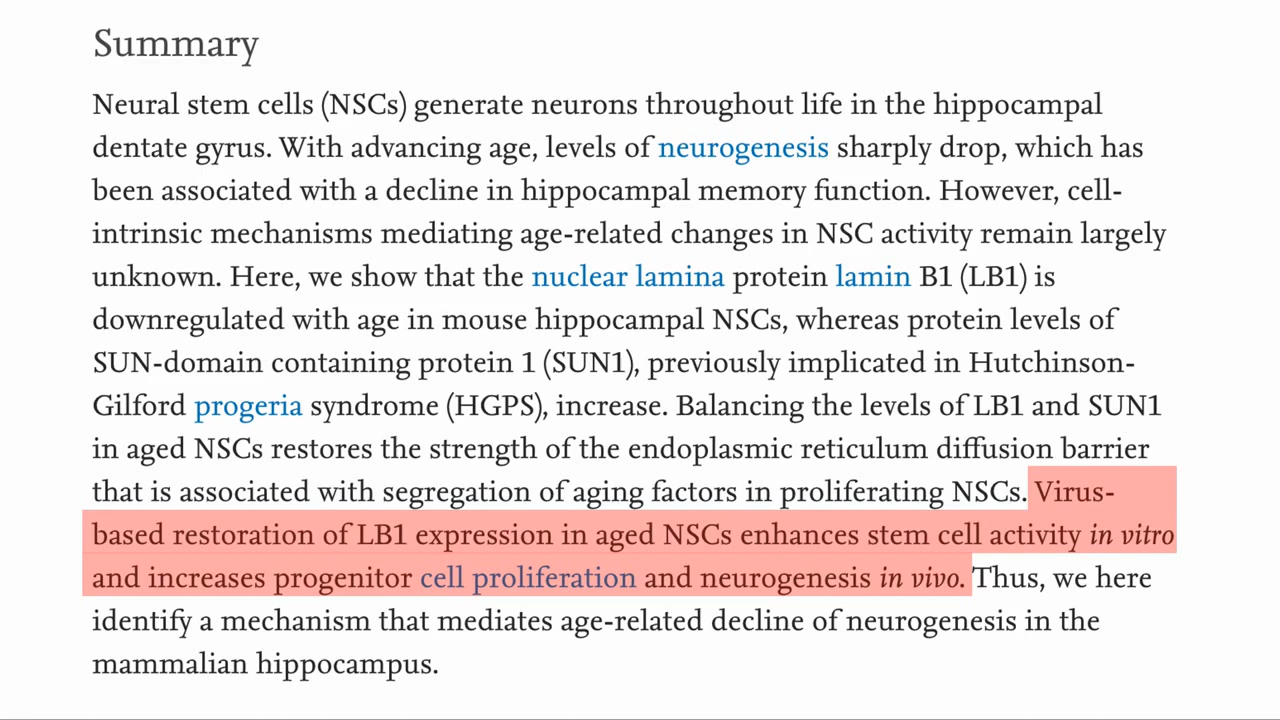 Summary
Neural stem cells (NSCs) generate neurons throughout life in the hippocampal
dentate gyrus. With advancing age, levels of neurogenesis sharply drop, which has
been associated with a decline in hippocampal memory function. However, cell-
intrinsic mechanisms mediating age-related changes in NSC activity remain largely
unknown. Here, we show that the nuclear lamina protein lamin B1 (LB1) is
downregulated with age in mouse hippocampal NSCs, whereas protein levels of
SUN-domain containing protein 1 (SUN1), previously implicated in Hutchinson-
Gilford progeria syndrome (HGPS), increase. Balancing the levels of LB1 and SUN1
in aged NSCs restores the strength of the endoplasmic reticulum diffusion barrier
that is associated with segregation of aging factors in proliferating NSCs. Virus-
based restoration of LB1 expression in aged NSCs enhances stem cell activity in vitro
and increases progenitor cell proliferation and neurogenesis in vivo. Thus, we here
identify a mechanism that mediates age-related decline of neurogenesis in the
mammalian hippocampus.